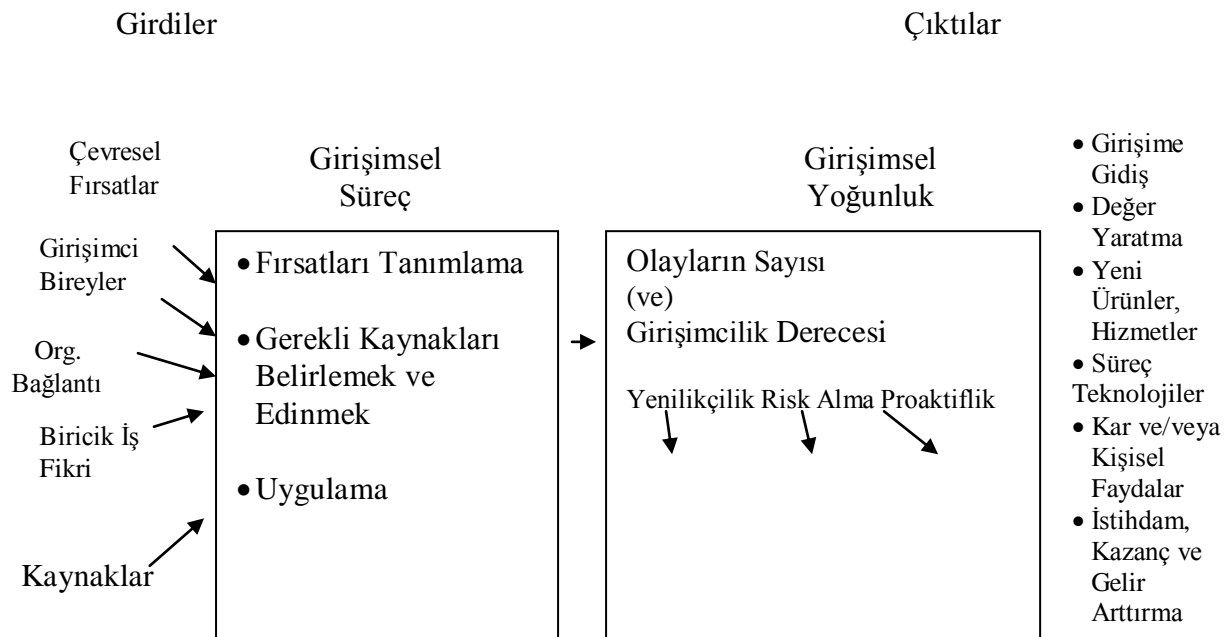 Girdiler
Çıktılar
Çevresel
Fırsatlar
Girişimci
Bireyler
Org.
Bağlantı
Biricik İş
Fikri
Kaynaklar
Girişimsel
Süreç
• Fırsatları Tanımlama
• Gerekli Kaynakları
Belirlemek ve
Edinmek
• Uygulama
Girişimsel
Yoğunluk
Olayların Sayısı
(ve)
Girişimcilik Derecesi
Yenilikçilik Risk Alma Proaktiflik
• Girişime
Gidiş
• Değer
Yaratma
• Yeni
Ürünler,
Hizmetler
• Süreç
Teknolojiler
• Kar ve/veya
Kişisel
Faydalar
• İstihdam,
Kazanç ve
Gelir
Arttırma